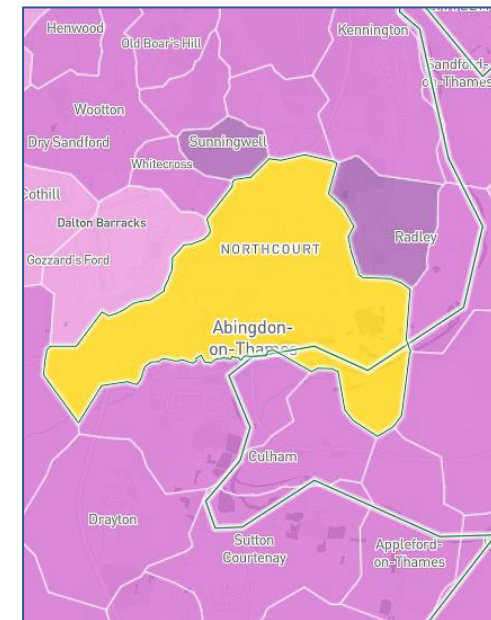 Henwood
Old Boar's Hill
Kennington
Sandford-
on-Thames
Wootton
Dry Sandford
Sunningwell
Whitecross
Cothill
Dalton Barracks
Radley
NORTHCOURT
Gozzard's Ford
Abingdon-
on-Thames
Culham
Drayton
Sutton
Courtenay
Appleford-
on-Thames